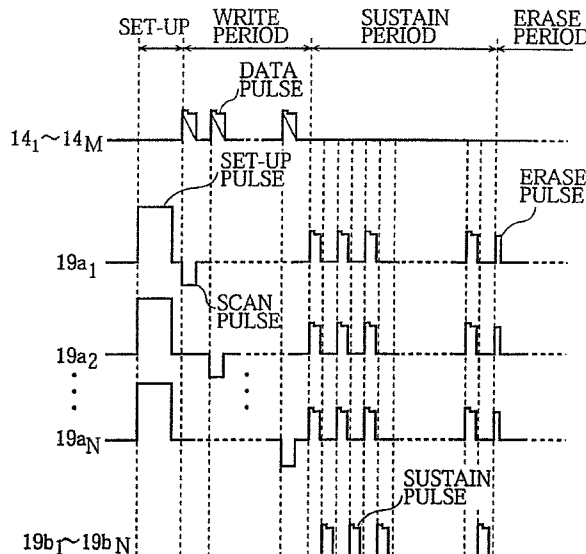 SET-UP
WRITE
PERIOD
SUSTAIN
PERIOD
ERASE
PERIOD
DATA
PULSE
14₁~14M
SET-UP
PULSE
ERASE
PULSE
19a₁
SCAN
PULSE
19a₂
19aN
SUSTAIN
PULSE
19b₁~19bN